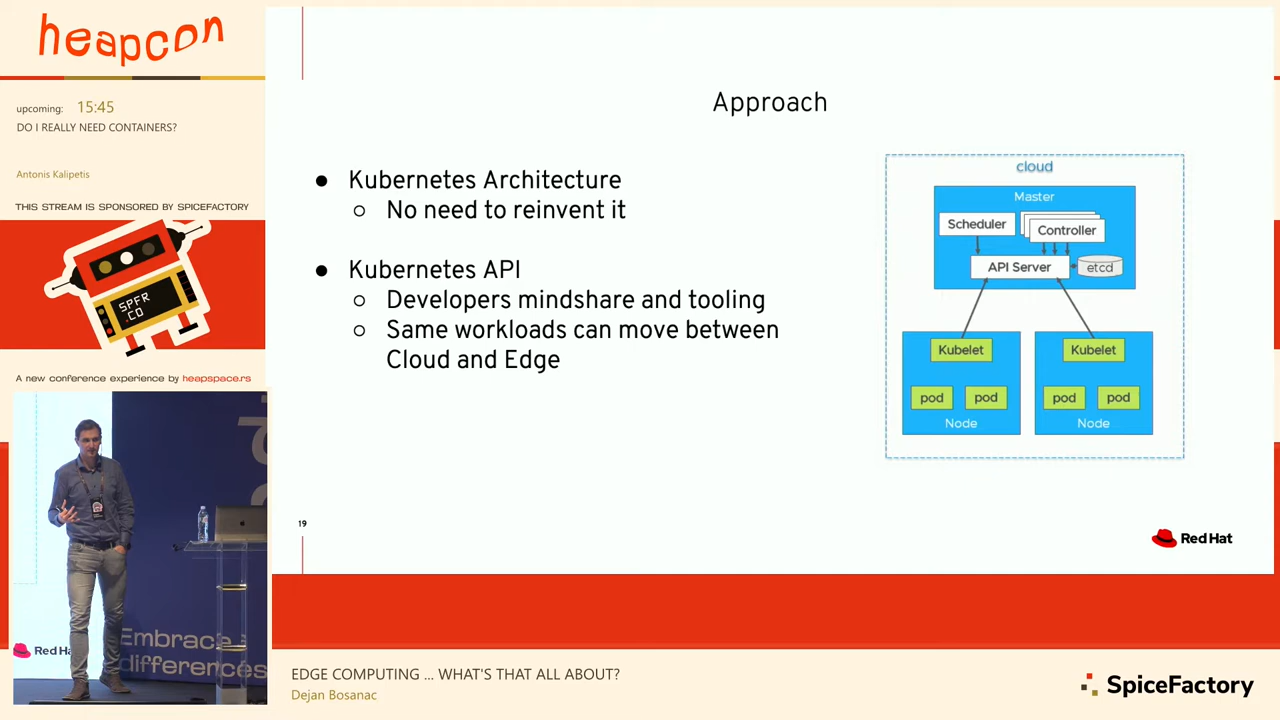 heapcon
upcoming: 15:45
DO I REALLY NEED CONTAINERS?
Antonis Kalipetis
THIS STREAM IS SPONSORED BY SPICEFACTORY
SPFR
.CO
A new conference experience by heapspace.rs
Red Ha
Embrace
differences
Approach
● Kubernetes Architecture
○ No need to reinvent it
● Kubernetes API
○ Developers mindshare and tooling
○ Same workloads can move between
Cloud and Edge
cloud
Master
Scheduler
Controller
API Server
etcd
Kubelet
Kubelet
pod
pod
pod
pod
Node
Node
19
Red Hat
EDGE COMPUTING ... WHAT'S THAT ALL ABOUT?
Dejan Bosanac
SpiceFactory